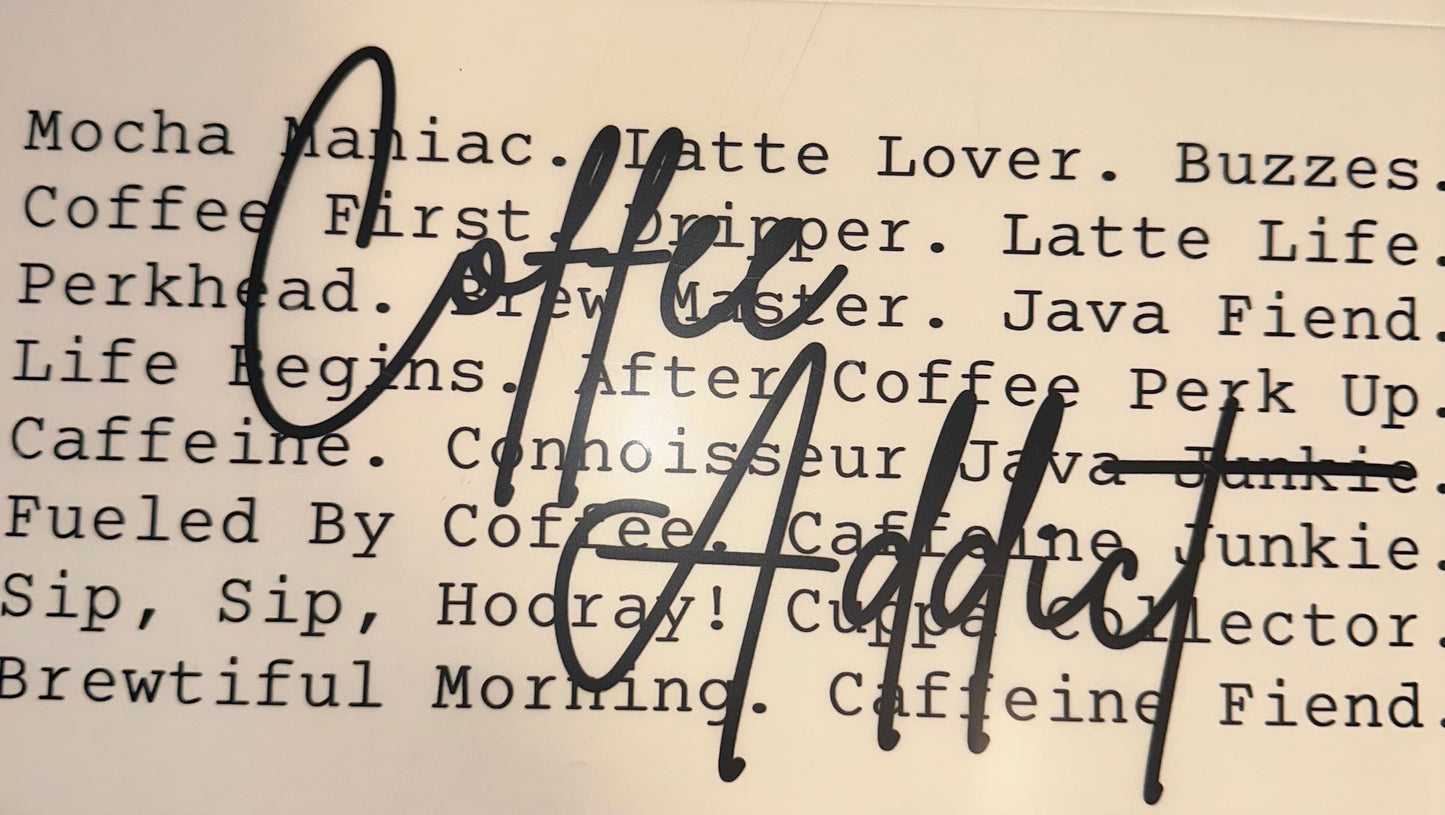 Mocha Maniac. Latte Lover. Buzzes.
Coffee First. Dripper. Latte Life.
Perkhead. Brew Master. Java Fiend.
Life Begins. After Coffee Perk Up.
Caffeine. Connoisseur Java Junkie.
Fueled By Coffee. Caffeine Junkie.
Sip, Sip, Hooray! Cuppa Collector.
Brewtiful Morning. Caffeine Fiend.
Coffee
Addict